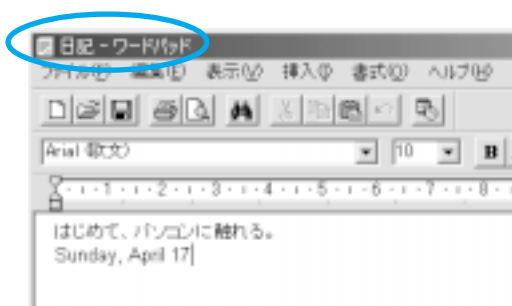 日記 - ワードパッド
ファイル(F) 編集(E) 表示(V) 挿入(I) 書式(O) ヘルプ(H)
Arial (欧文) 10 B
1 2 3 4 5 6 7 8
はじめて、パソコンに触れる。
Sunday, April 17